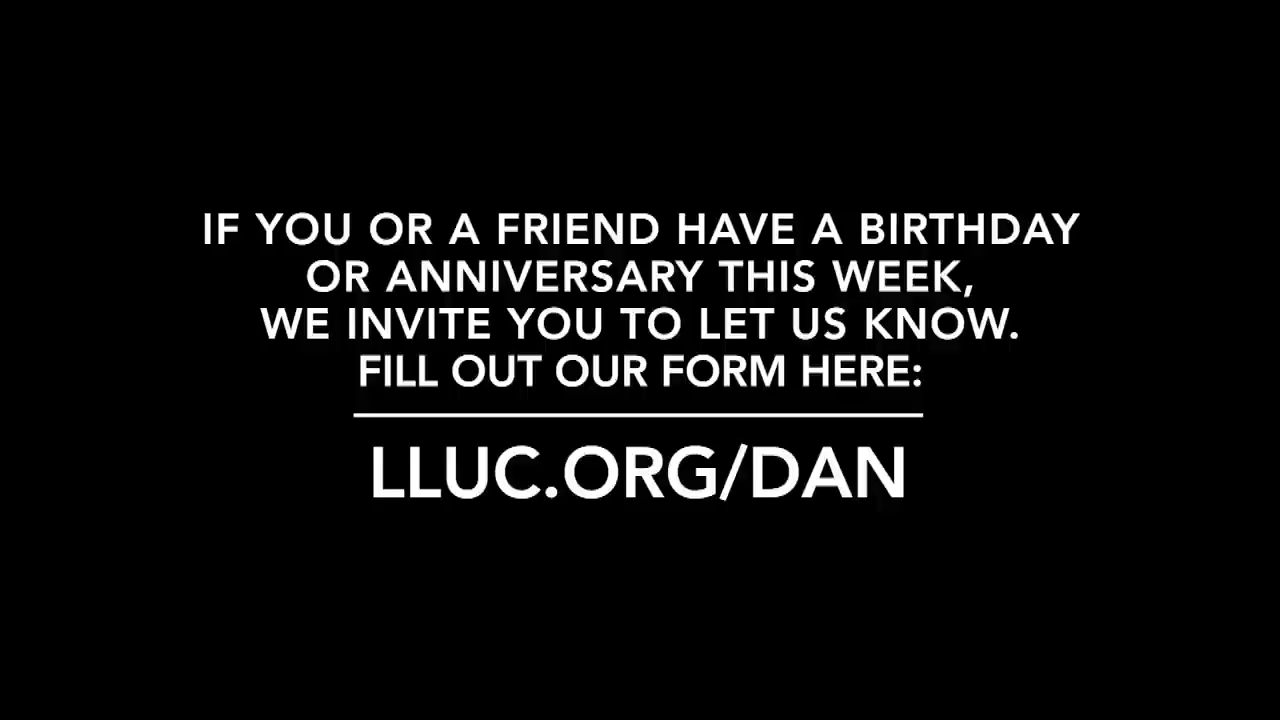 IF YOU OR A FRIEND HAVE A BIRTHDAY
OR ANNIVERSARY THIS WEEK,
WE INVITE YOU TO LET US KNOW.
FILL OUT OUR FORM HERE:
LLUC.ORG/DAN